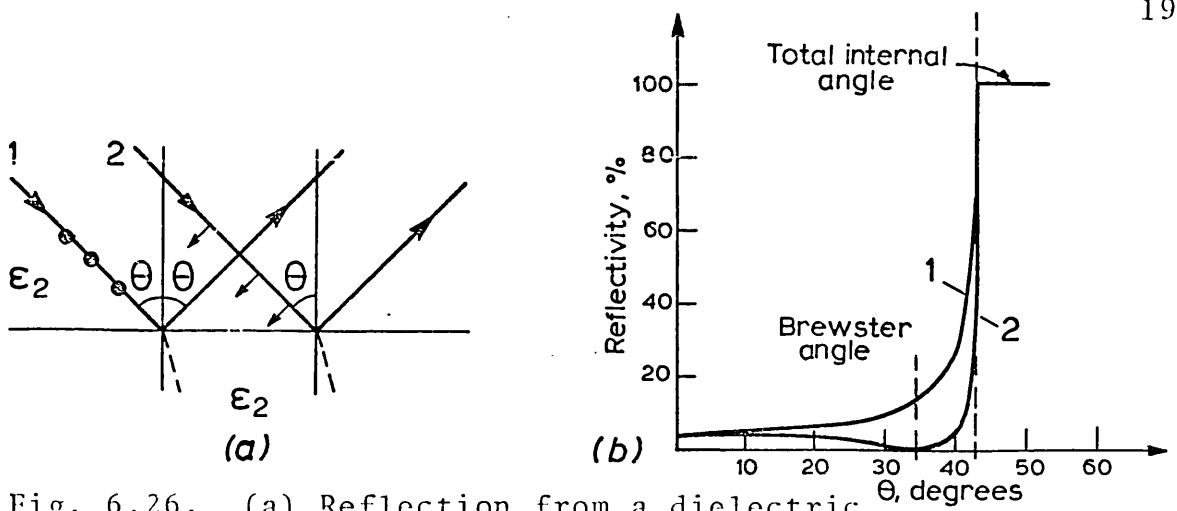 19
1
2
ε2
θ θ θ
ε2
(a)
Total internal
angle
100
80
60
40
20
Reflectivity, %
1
2
Brewster
angle
(b)
10 20 30 40 50 60
θ, degrees
Fig. 6.26. (a) Reflection from a dielectric